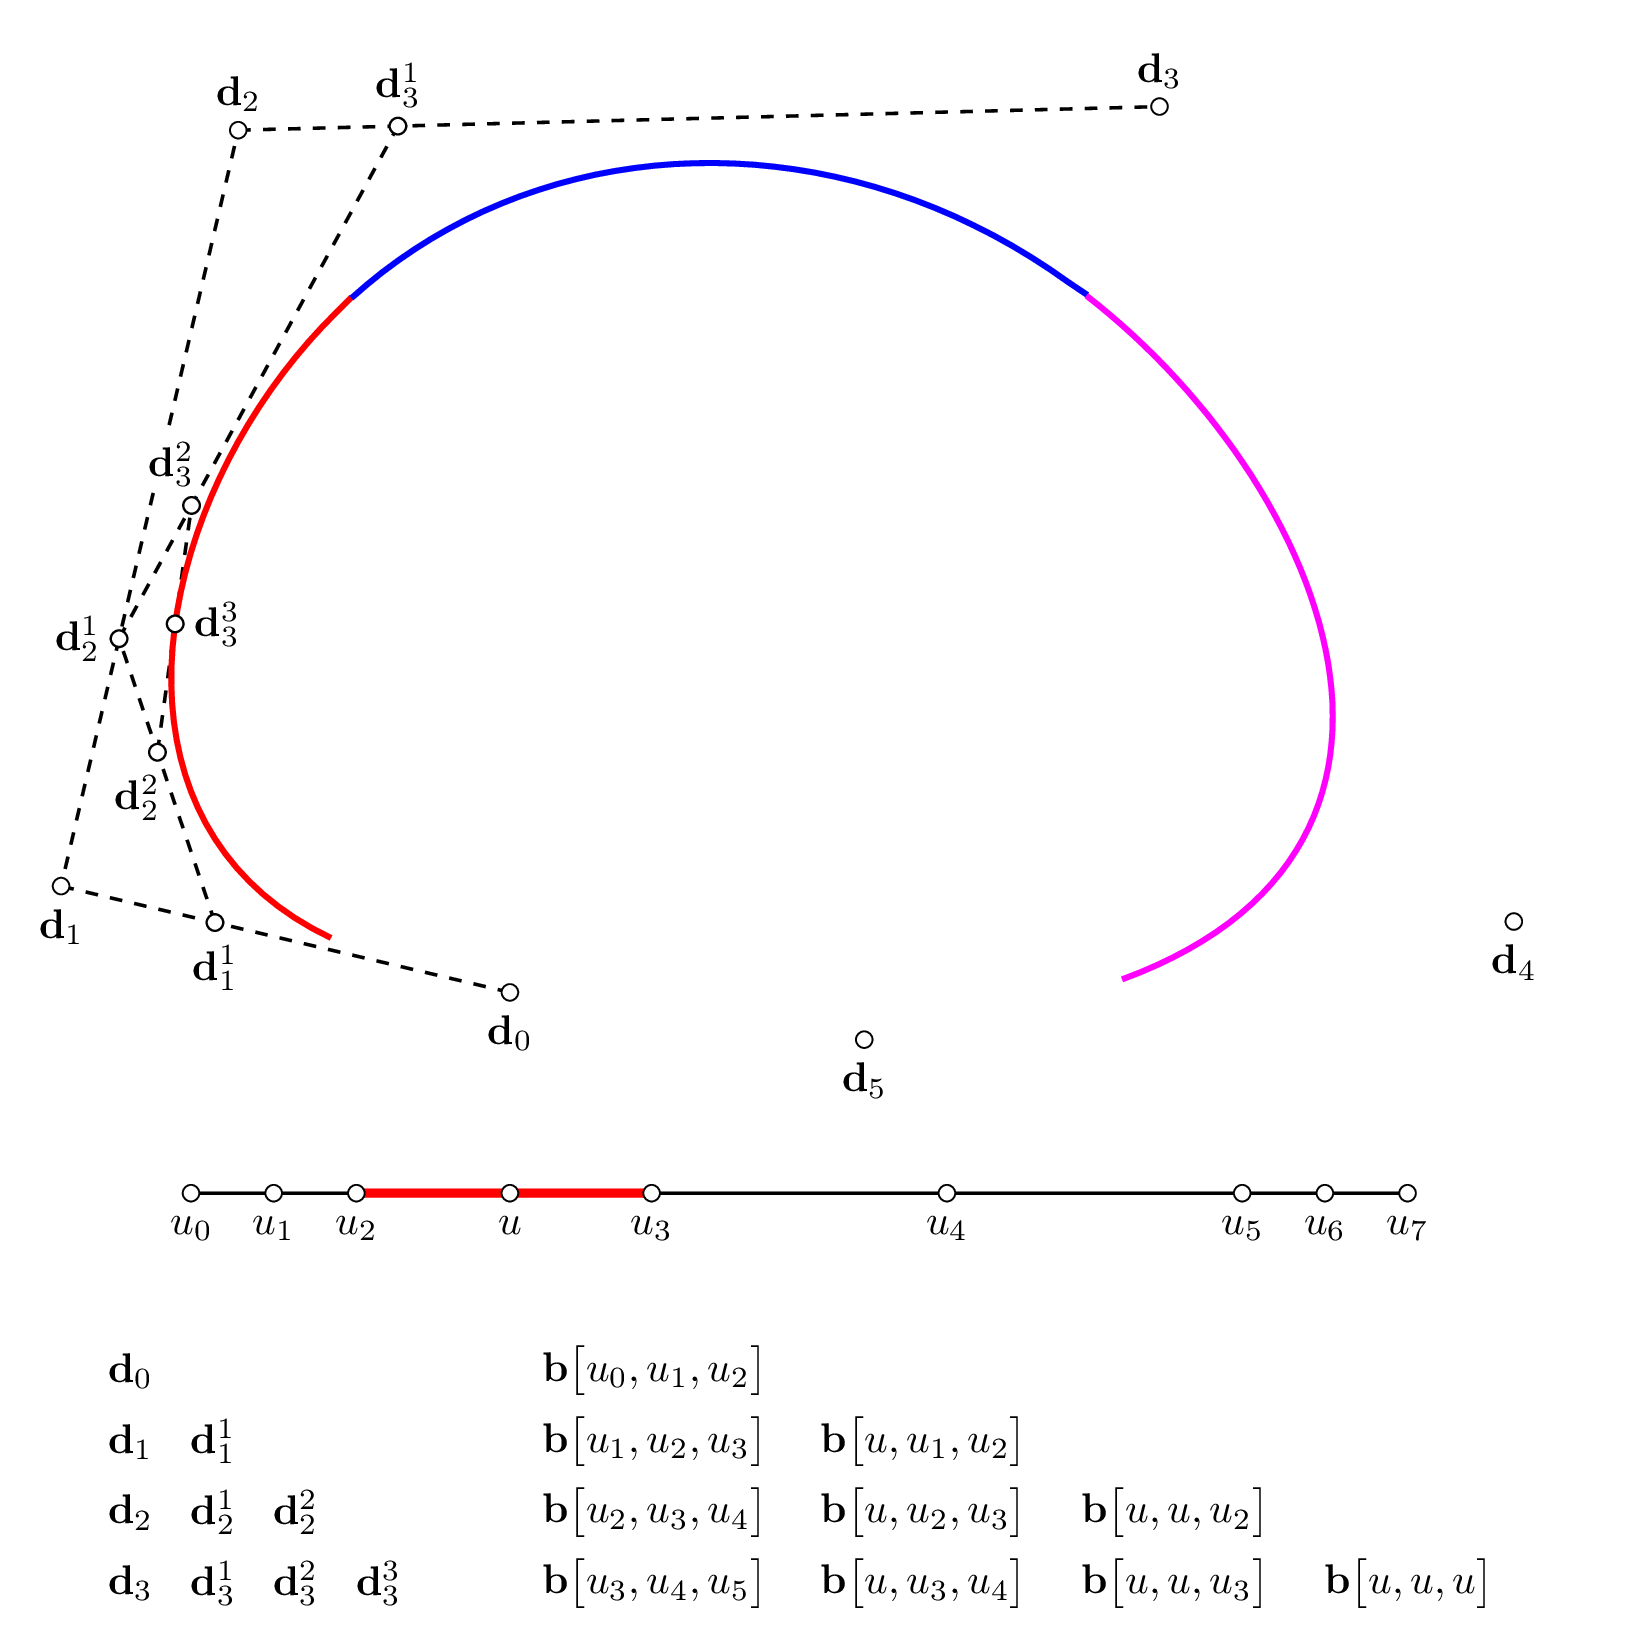 𝐝₃
𝐝₂ 𝐝₃¹
𝐝₃²
𝐝₂¹ 𝐝₃³
𝐝₂²
𝐝₁
𝐝₁¹ 𝐝₄
𝐝₀
𝐝₅
u₀ u₁ u₂ u u₃ u₄ u₅ u₆ u₇
𝐝₀ 𝐛[u₀, u₁, u₂]
𝐝₁ 𝐝₁¹ 𝐛[u₁, u₂, u₃] 𝐛[u, u₁, u₂]
𝐝₂ 𝐝₂¹ 𝐝₂² 𝐛[u₂, u₃, u₄] 𝐛[u, u₂, u₃] 𝐛[u, u, u₂]
𝐝₃ 𝐝₃¹ 𝐝₃² 𝐝₃³ 𝐛[u₃, u₄, u₅] 𝐛[u, u₃, u₄] 𝐛[u, u, u₃] 𝐛[u, u, u]